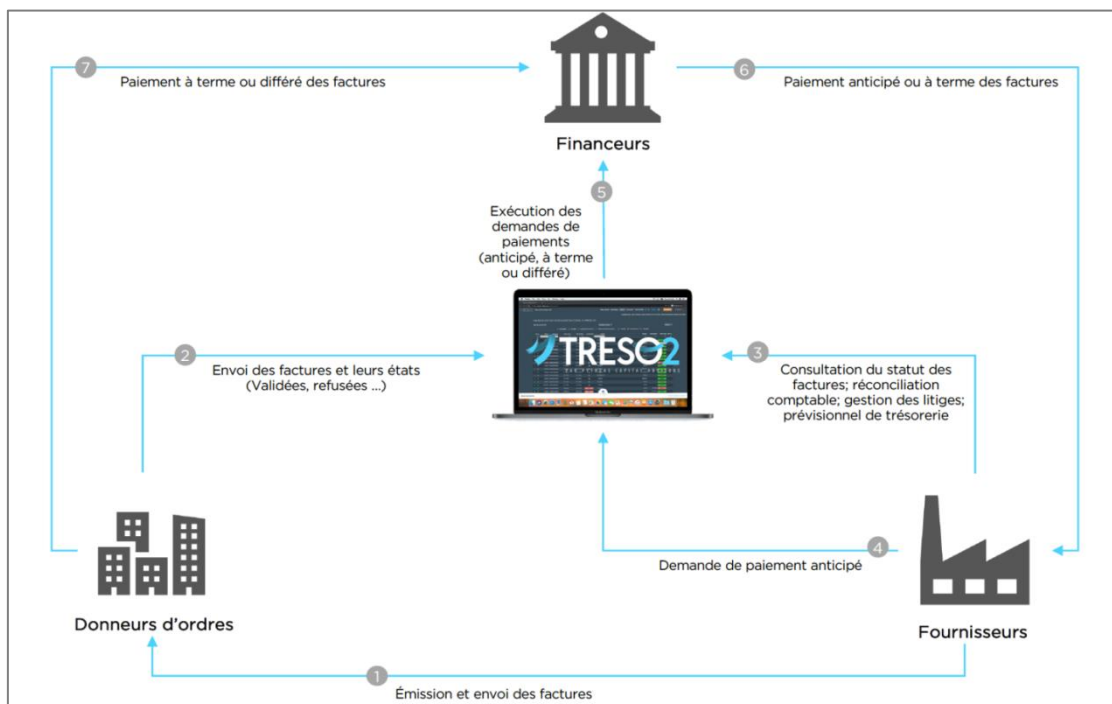 7
Paiement à terme ou différé des factures
6
Paiement anticipé ou à terme des factures
Financeurs
5
Exécution des
demandes de
paiements
(anticipé, à terme
ou différé)
2
Envoi des factures et leurs états
(Validées, refusées ...)
TRESO2
3
Consultation du statut des
factures; réconciliation
comptable; gestion des litiges;
prévisionnel de trésorerie
4
Demande de paiement anticipé
Donneurs d'ordres
Fournisseurs
1
Émission et envoi des factures